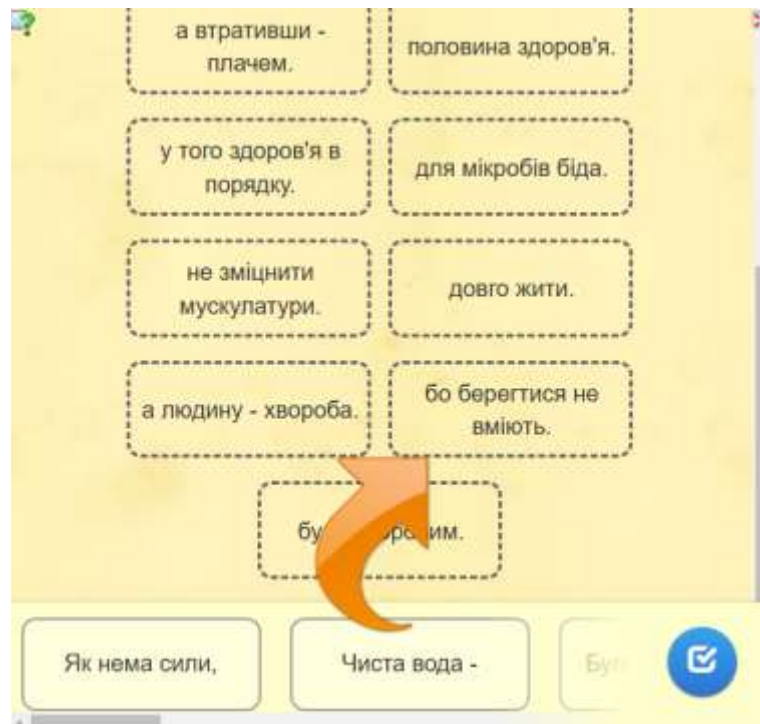 а втративши -
плачем.
половина здоров'я.
у того здоров'я в
порядку.
для мікробів біда.
не зміцнити
мускулатури.
довго жити.
а людину - хвороба.
бо берегтися не
вміють.
Як нема сили,
Чиста вода -